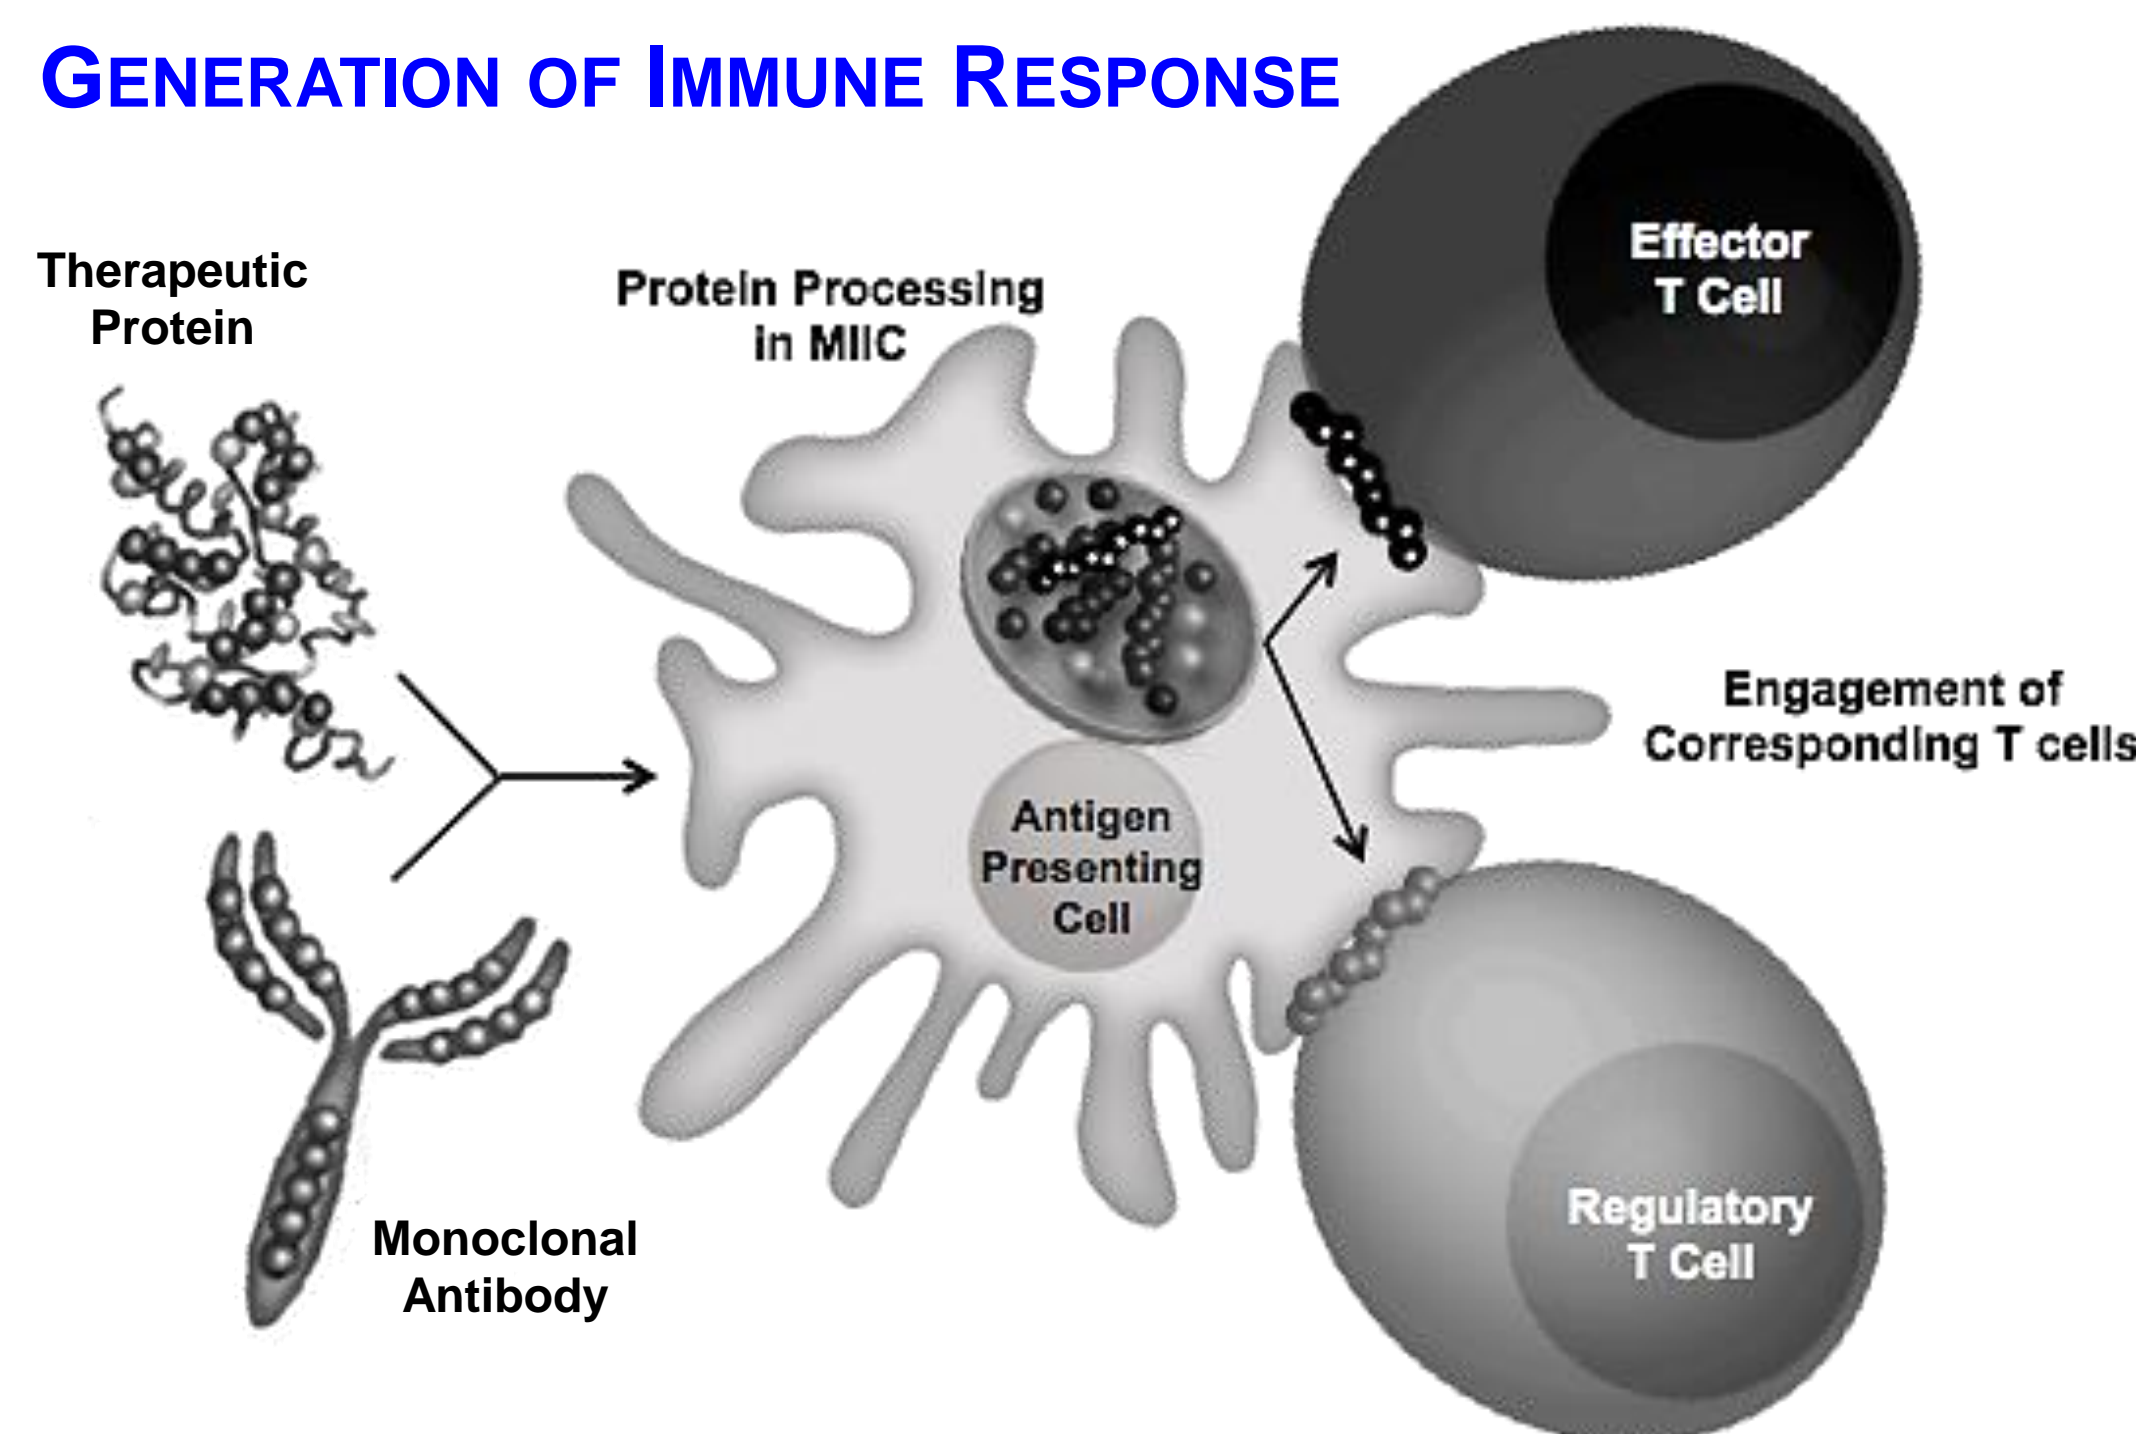 GENERATION OF IMMUNE RESPONSE
Therapeutic
Protein
Protein Processing
in MIIC
Effector
T Cell
Engagement of
Corresponding T cells
Antigen
Presenting
Cell
Monoclonal
Antibody
Regulatory
T Cell